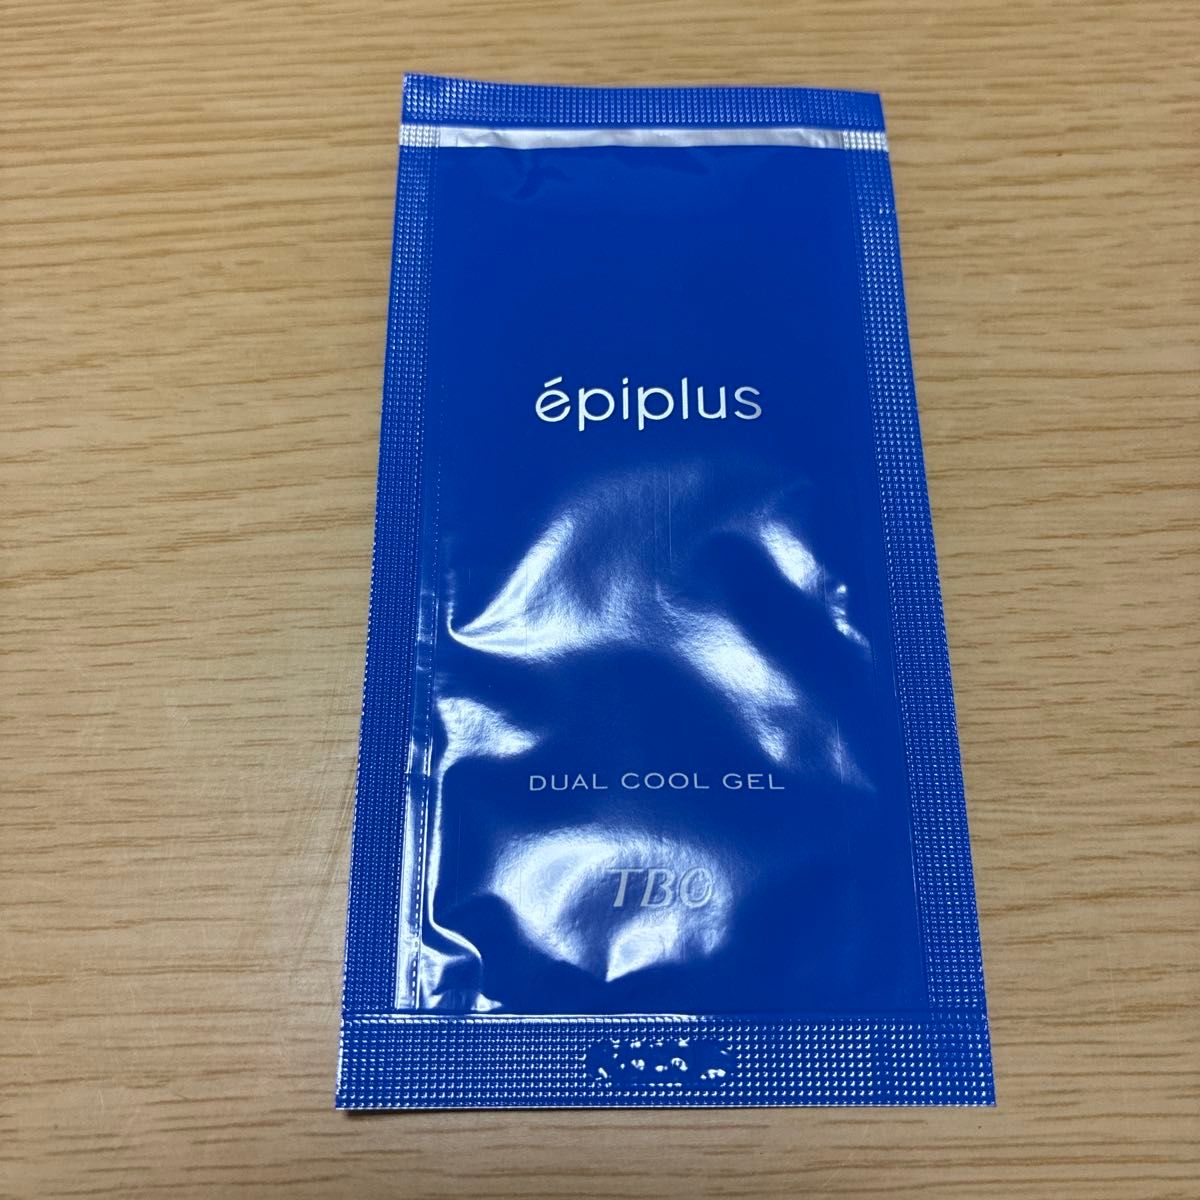 épiplus
DUAL COOL GEL
TBC